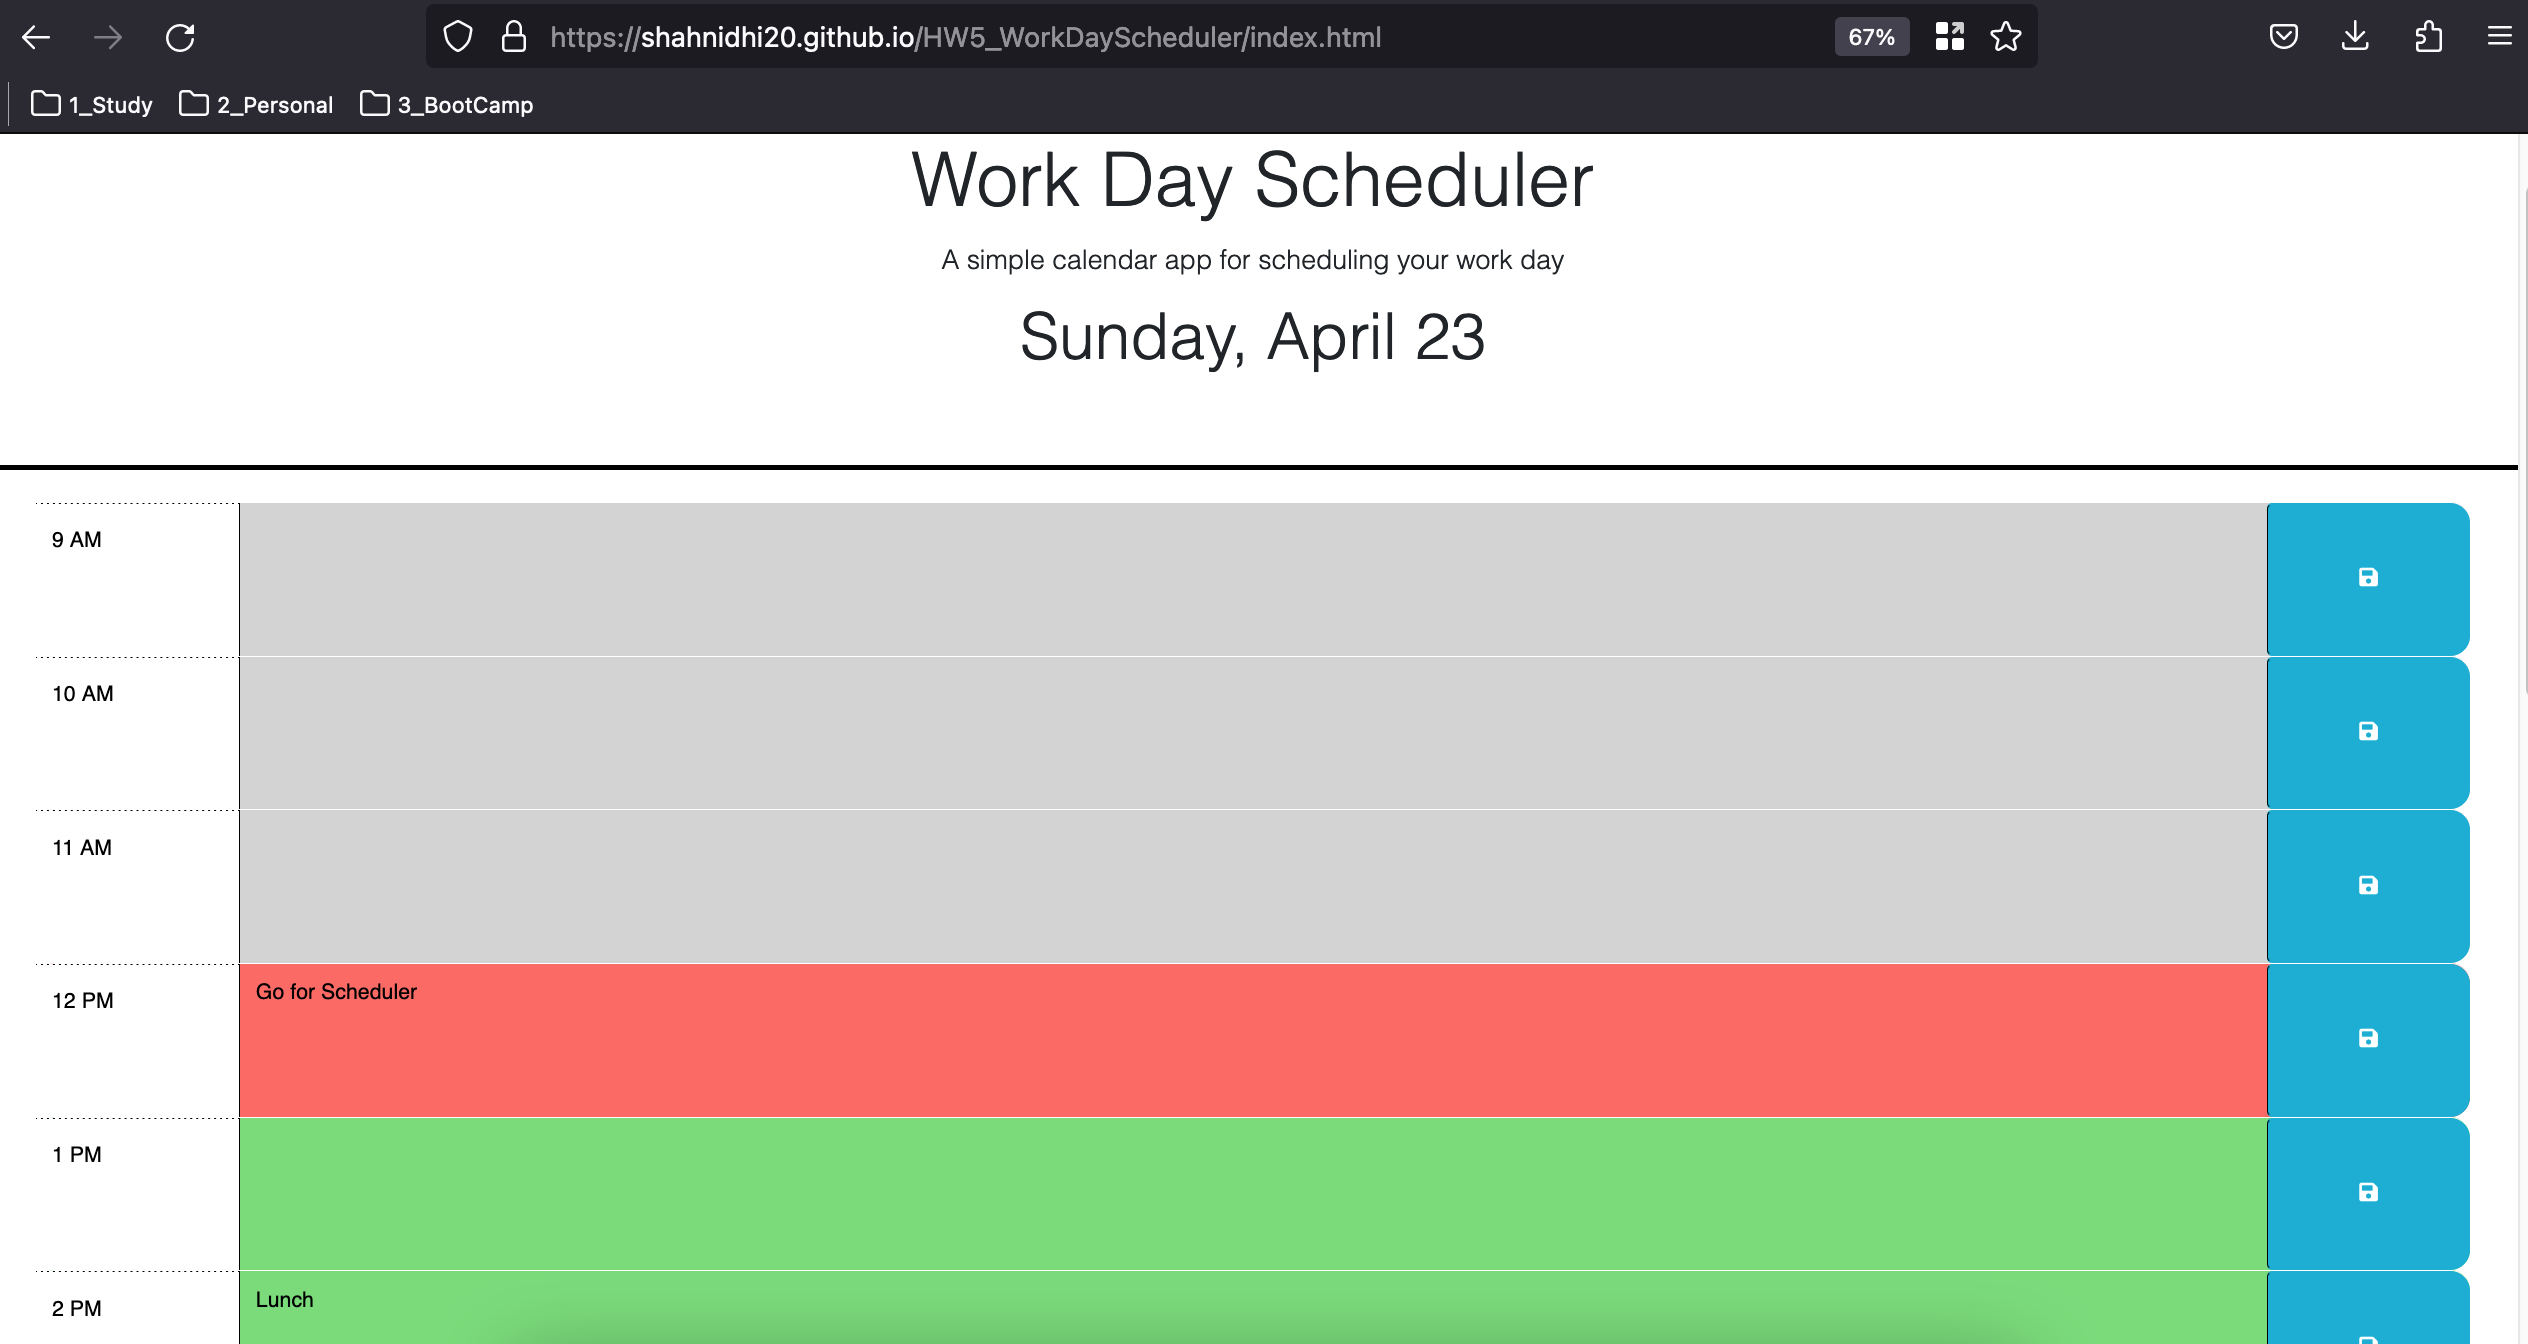 https://shahnidhi20.github.io/HW5_WorkDayScheduler/index.html
67%
1_Study
2_Personal
3_BootCamp
Work Day Scheduler
A simple calendar app for scheduling your work day
Sunday, April 23
9 AM
10 AM
11 AM
12 PM
Go for Scheduler
1 PM
2 PM
Lunch